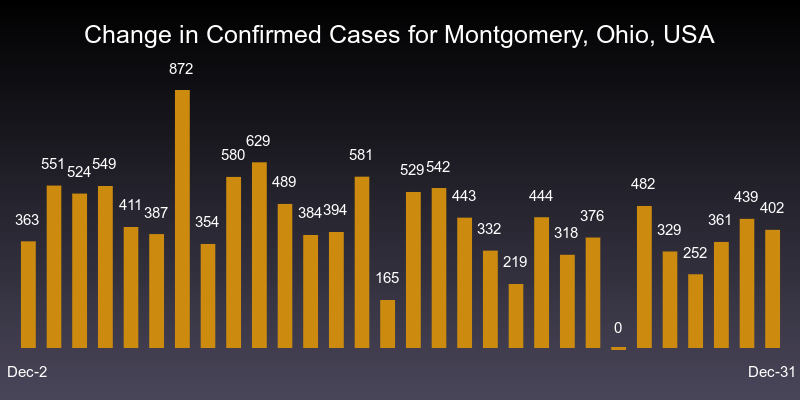 Change in Confirmed Cases for Montgomery, Ohio, USA
363 551 524 549 411 387 872 354 580 629 489 384 394 581 165 529 542 443 332 219 444 318 376 0 482 329 252 361 439 402
Dec-2 Dec-31